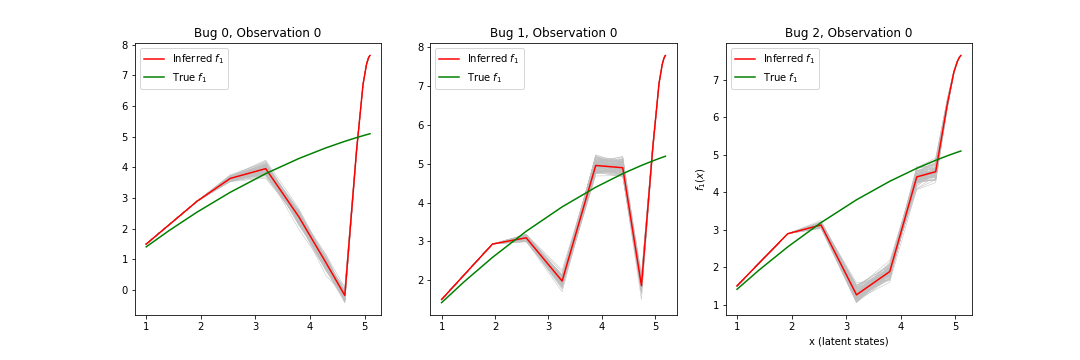 Bug 0, Observation 0
Inferred f₁
True f₁
8
7
6
5
4
3
2
1
0
1 2 3 4 5
Bug 1, Observation 0
Inferred f₁
True f₁
8
7
6
5
4
3
2
1 2 3 4 5
Bug 2, Observation 0
Inferred f₁
True f₁
f₁(x)
7
6
5
4
3
2
1
1 2 3 4 5
x (latent states)